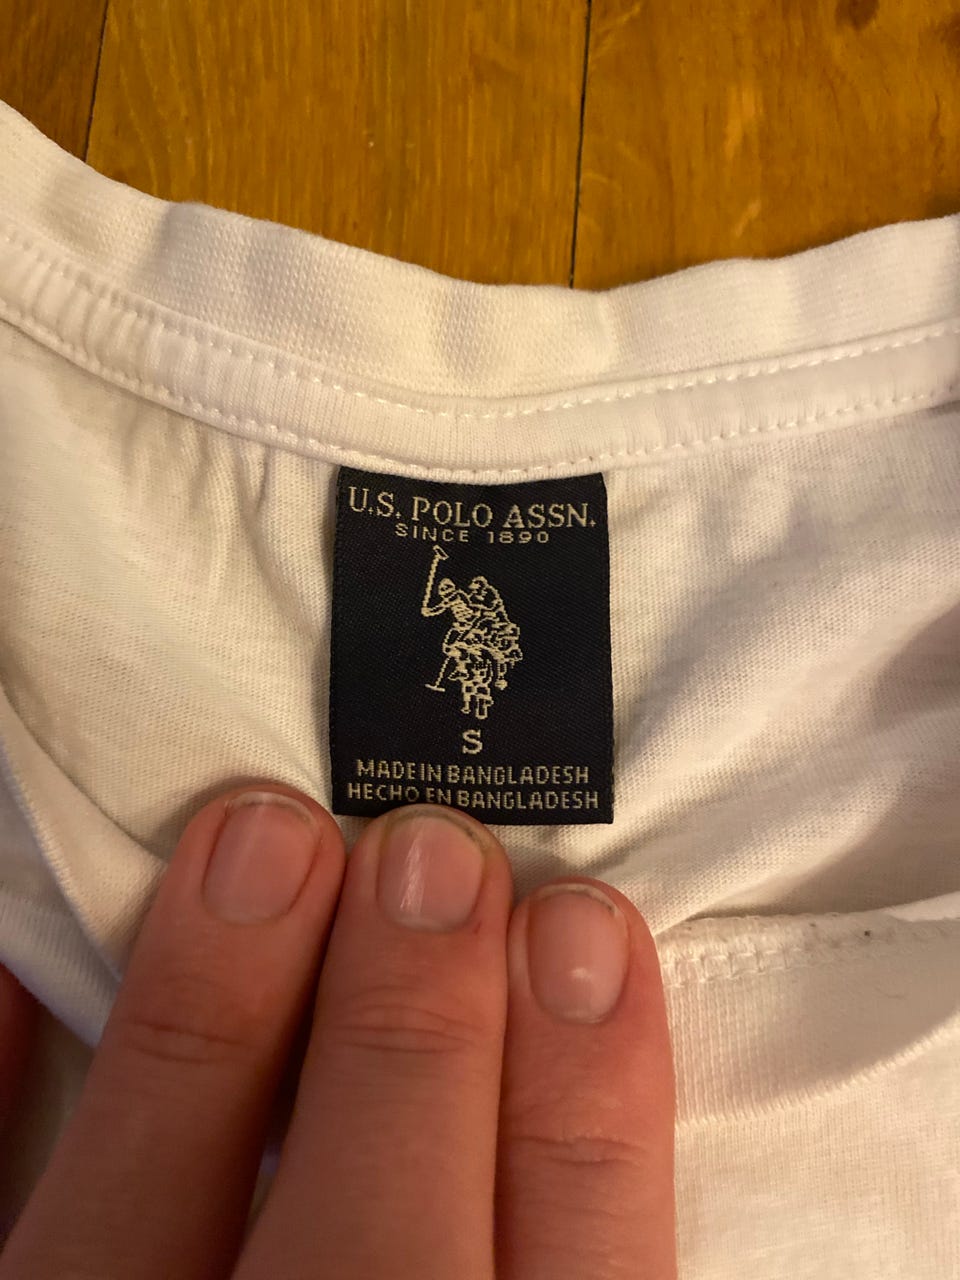 U.S. POLO ASSN.
SINCE 1890
S
MADE IN BANGLADESH
HECHO EN BANGLADESH